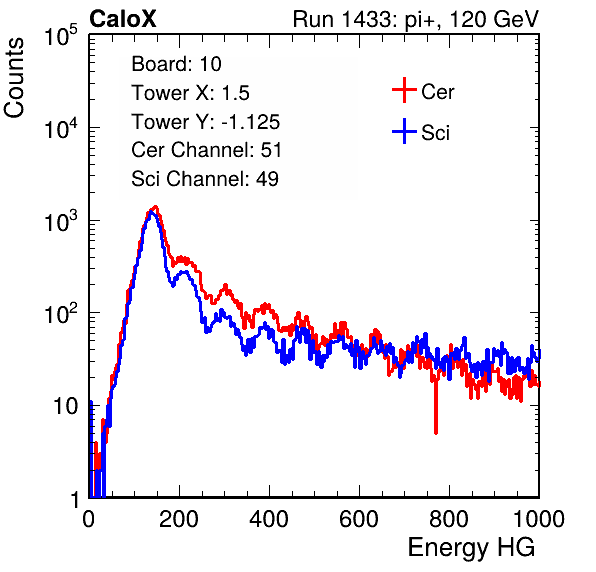 CaloX Run 1433: pi+, 120 GeV
Counts
10^5
10^4
10^3
10^2
10
1
Board: 10
Tower X: 1.5
Tower Y: -1.125
Cer Channel: 51
Sci Channel: 49
Cer
Sci
0 200 400 600 800 1000
Energy HG